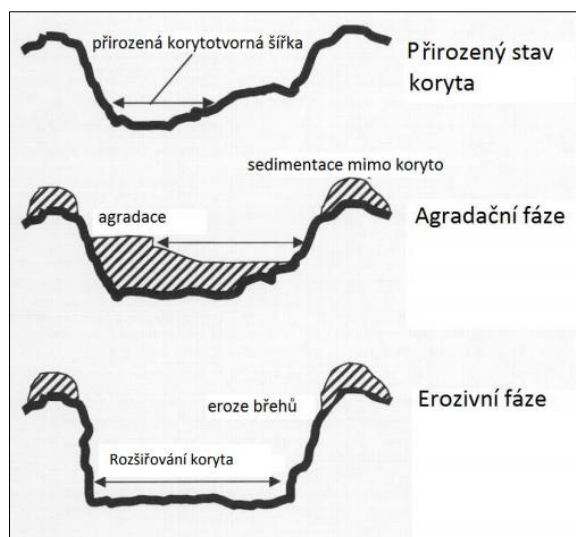 přirozená korytotvorná šířka
Přirozený stav
koryta
sedimentace mimo koryto
agradace
Agradační fáze
eroze břehů
Erozivní fáze
Rozšiřování koryta